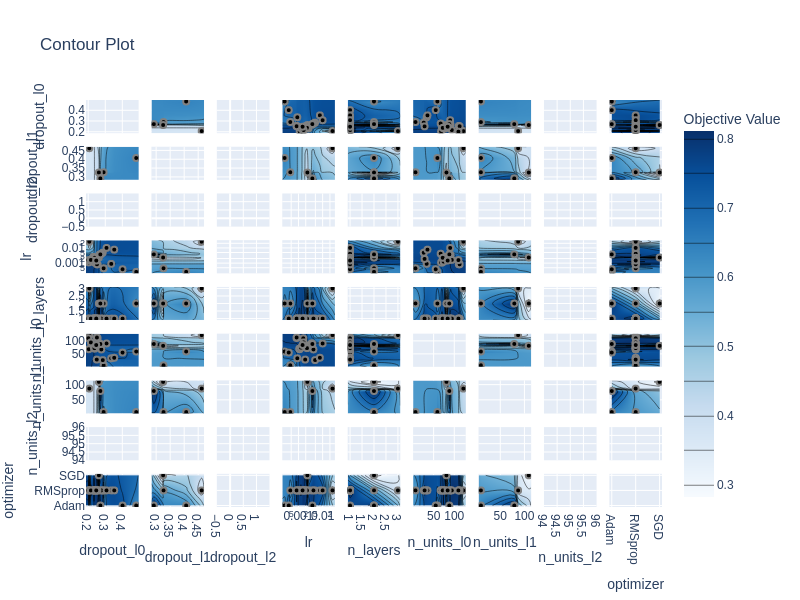 Contour Plot
Objective Value
0.8
0.7
0.6
0.5
0.4
0.3
dropout_l0
0.4
0.3
0.2
dropout_l1
0.45
0.4
0.35
0.3
dropout_l2
1
0.5
0
−0.5
lr
0.01
0.001
n_layers
3
2.5
2
1.5
1
n_units_l0
100
50
n_units_l1
100
50
n_units_l2
96
95.5
95
94.5
94
optimizer
SGD
RMSprop
Adam
0.2
0.3
0.4
dropout_l0
0.3
0.35
0.4
0.45
dropout_l1
−0.5
0
0.5
1
dropout_l2
0.01
lr
1
1.5
2
2.5
3
n_layers
50
100
n_units_l0
50
100
n_units_l1
94
94.5
95
95.5
96
n_units_l2
Adam
RMSprop
SGD
optimizer